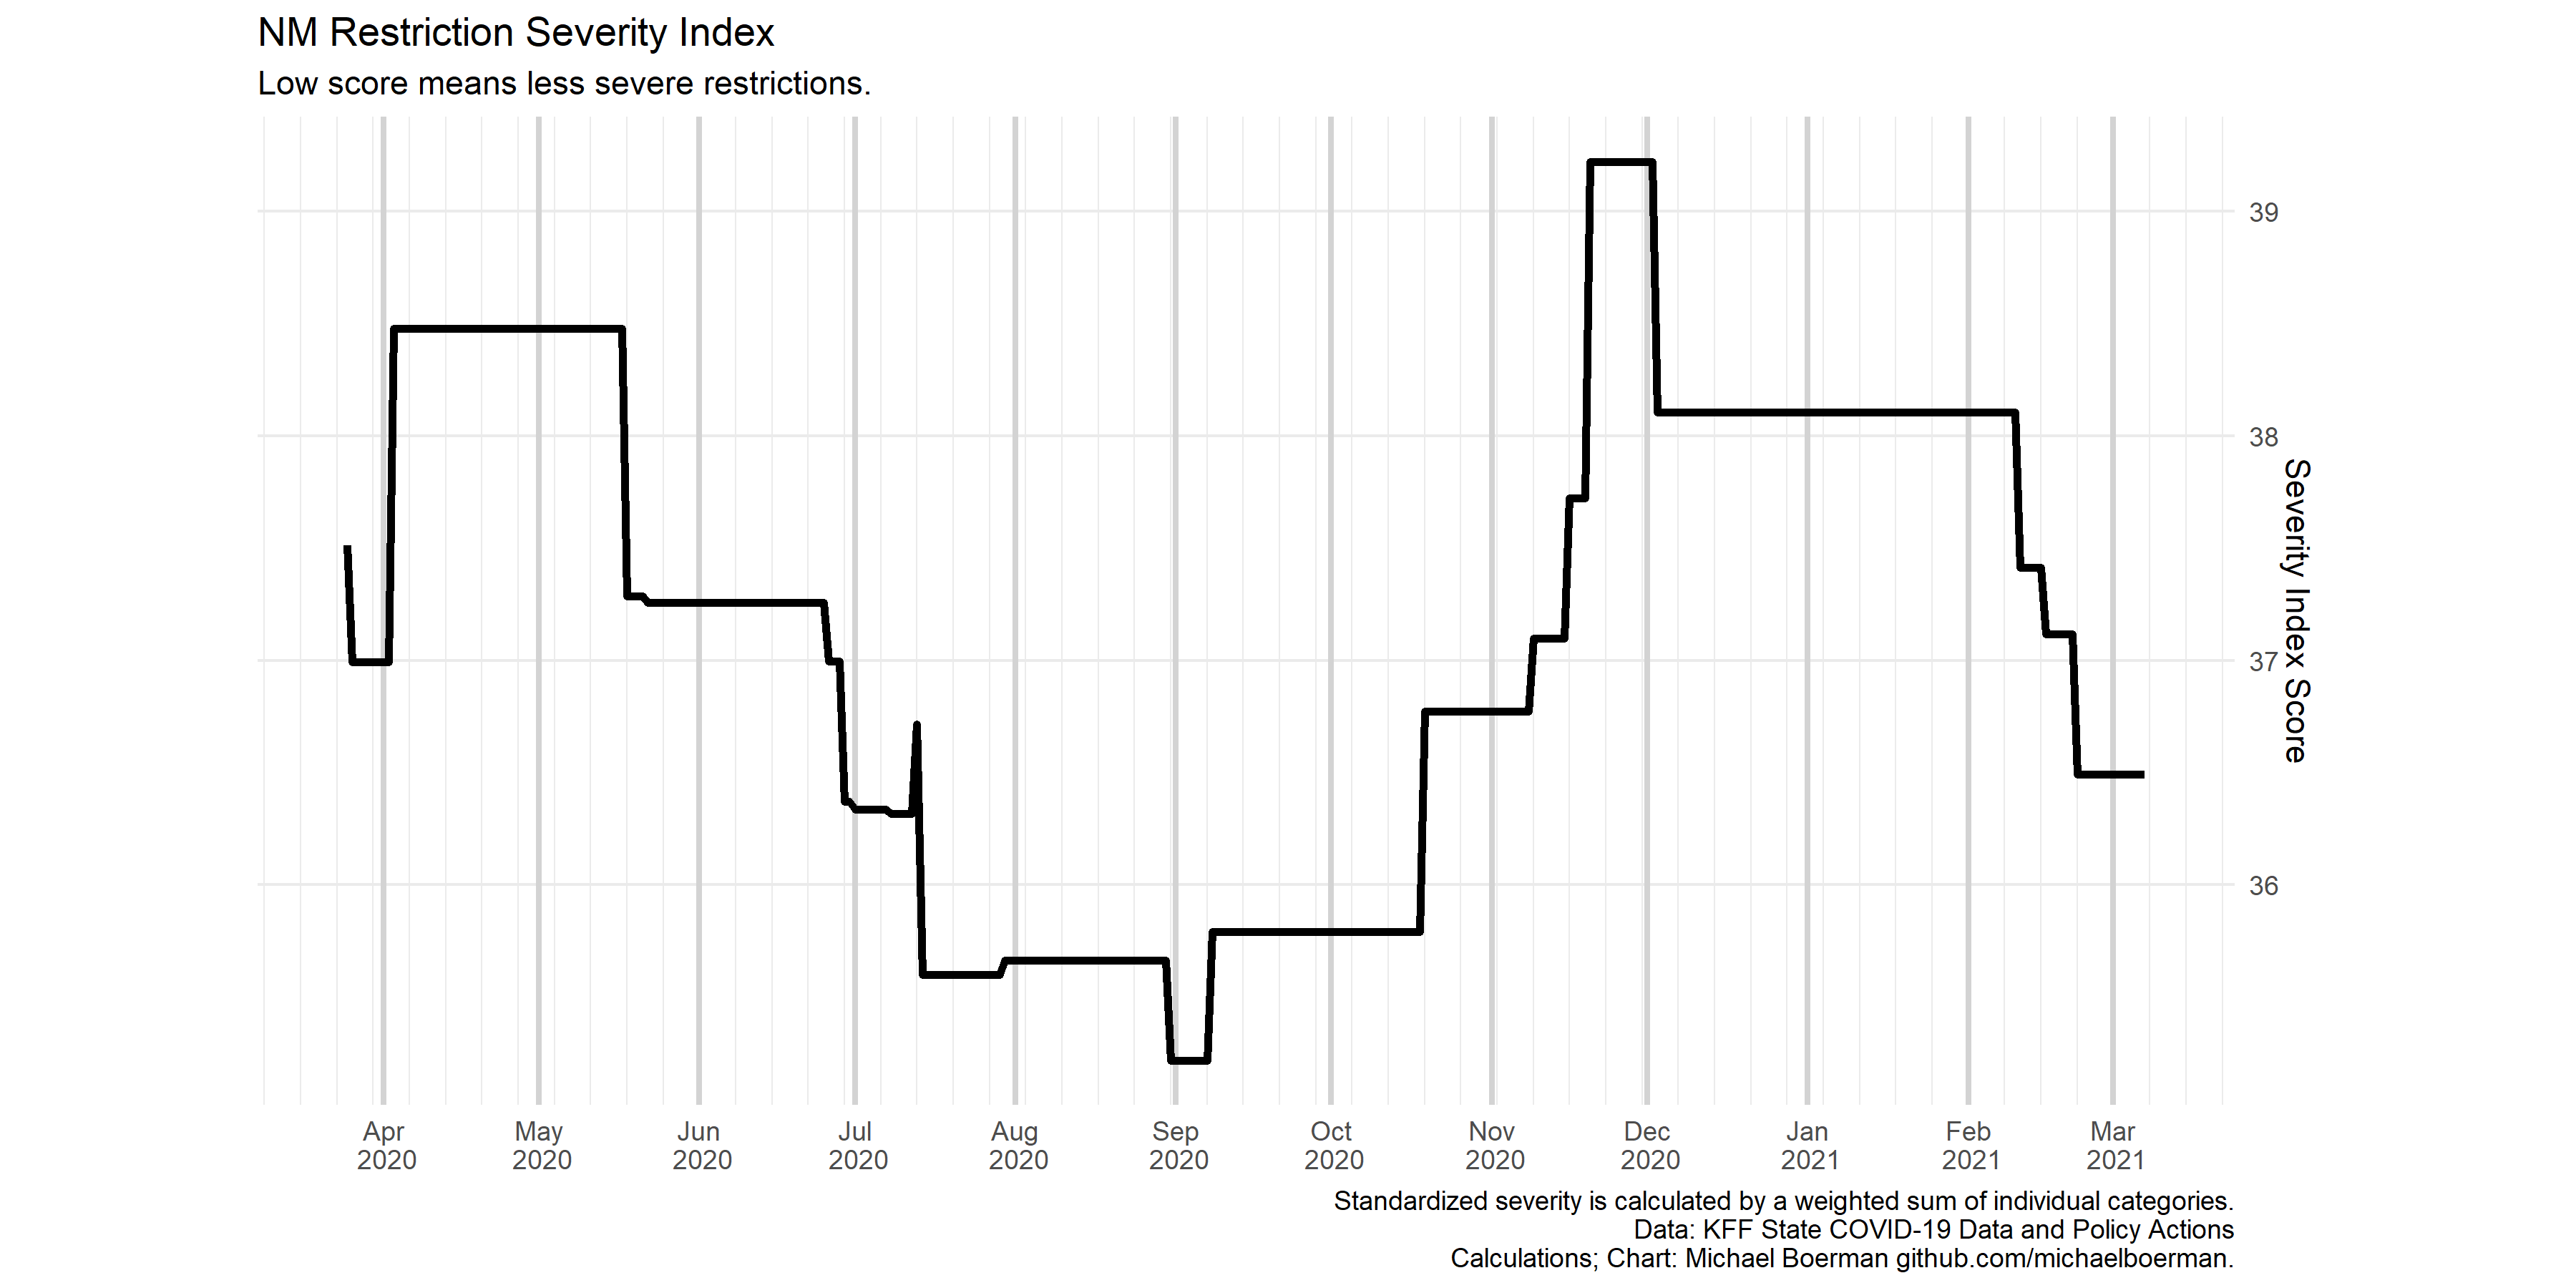 NM Restriction Severity Index
Low score means less severe restrictions.
39
38
37
36
Severity Index Score
Apr 2020
May 2020
Jun 2020
Jul 2020
Aug 2020
Sep 2020
Oct 2020
Nov 2020
Dec 2020
Jan 2021
Feb 2021
Mar 2021
Standardized severity is calculated by a weighted sum of individual categories.
Data: KFF State COVID-19 Data and Policy Actions
Calculations; Chart: Michael Boerman github.com/michaelboerman.